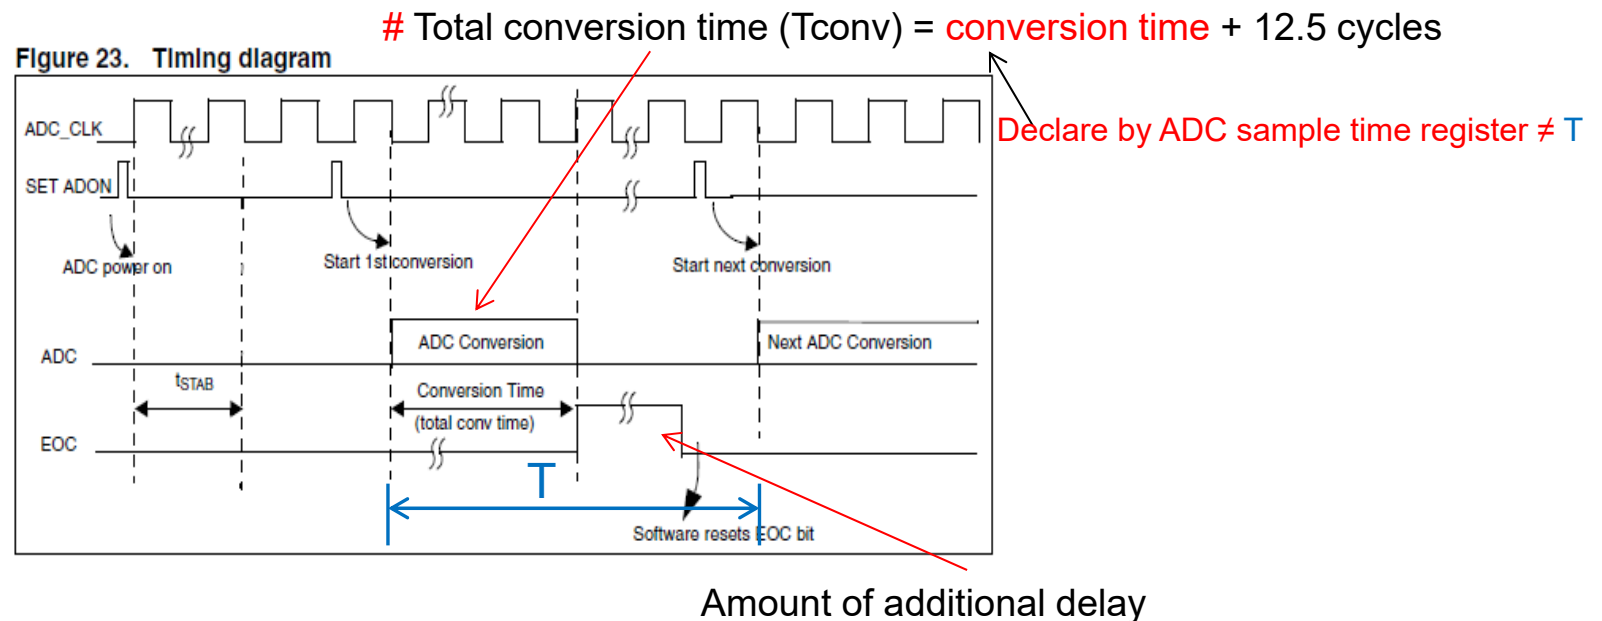 # Total conversion time (Tconv) = conversion time + 12.5 cycles
Figure 23. Timing diagram
ADC_CLK
Declare by ADC sample time register ≠ T
SET ADON
ADC power on
Start 1st conversion
Start next conversion
ADC
ADC Conversion
Next ADC Conversion
tSTAB
Conversion Time
(total conv time)
EOC
T
Software resets EOC bit
Amount of additional delay